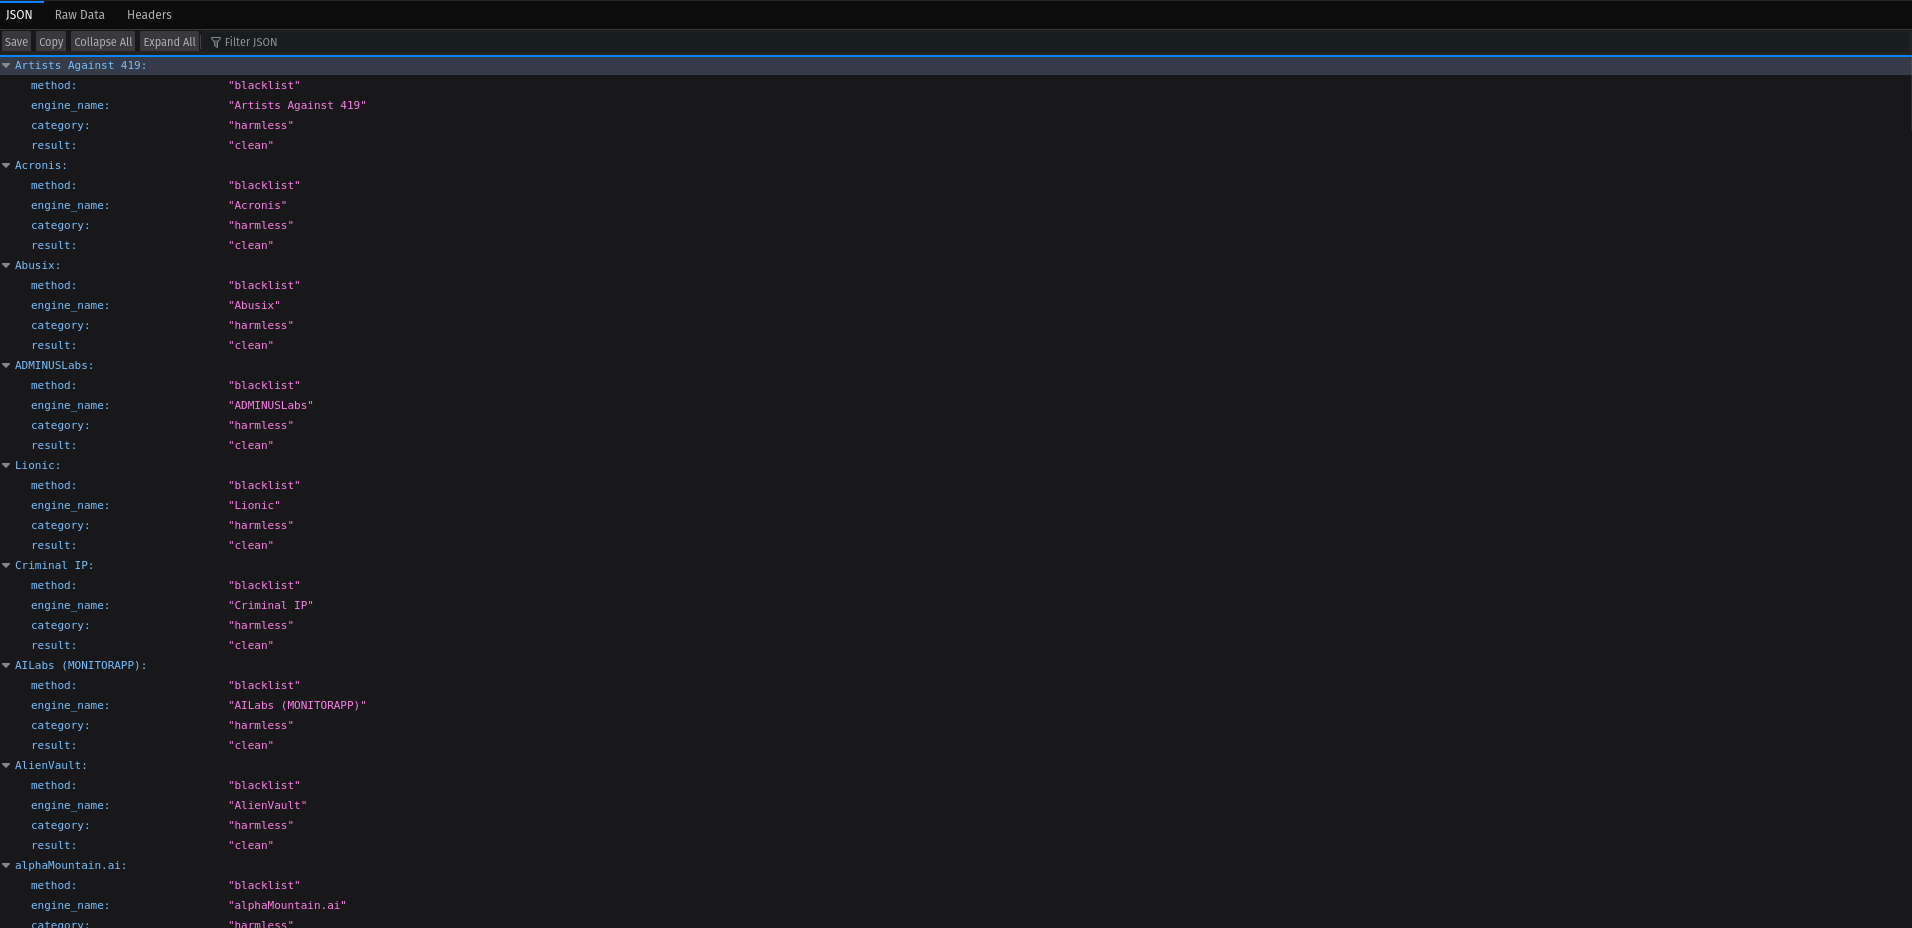 JSON Raw Data Headers
Save Copy Collapse All Expand All Filter JSON
Artists Against 419:
method: "blacklist"
engine_name: "Artists Against 419"
category: "harmless"
result: "clean"
Acronis:
method: "blacklist"
engine_name: "Acronis"
category: "harmless"
result: "clean"
Abusix:
method: "blacklist"
engine_name: "Abusix"
category: "harmless"
result: "clean"
ADMINUSLabs:
method: "blacklist"
engine_name: "ADMINUSLabs"
category: "harmless"
result: "clean"
Lionic:
method: "blacklist"
engine_name: "Lionic"
category: "harmless"
result: "clean"
Criminal IP:
method: "blacklist"
engine_name: "Criminal IP"
category: "harmless"
result: "clean"
AILabs (MONITORAPP):
method: "blacklist"
engine_name: "AILabs (MONITORAPP)"
category: "harmless"
result: "clean"
AlienVault:
method: "blacklist"
engine_name: "AlienVault"
category: "harmless"
result: "clean"
alphaMountain.ai:
method: "blacklist"
engine_name: "alphaMountain.ai"
category: "harmless"